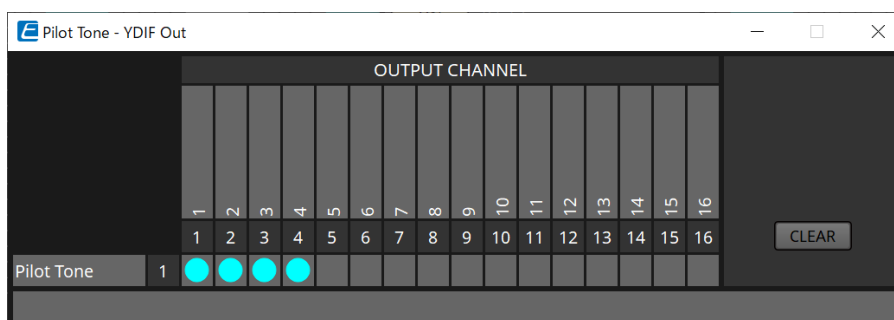 Pilot Tone - YDIF Out
OUTPUT CHANNEL
1 2 3 4 5 6 7 8 9 10 11 12 13 14 15 16
1 2 3 4 5 6 7 8 9 10 11 12 13 14 15 16
CLEAR
Pilot Tone 1